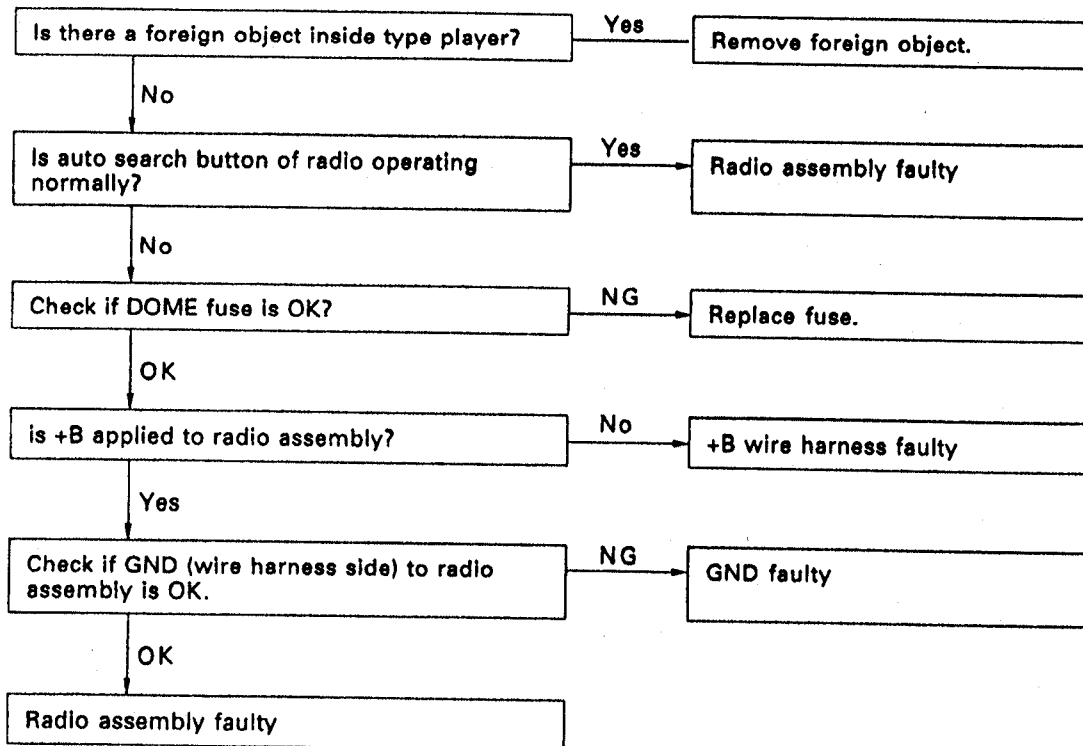 Is there a foreign object inside type player?
Yes
Remove foreign object.
No
Is auto search button of radio operating
normally?
Yes
Radio assembly faulty
No
Check if DOME fuse is OK?
NG
Replace fuse.
OK
is +B applied to radio assembly?
No
+B wire harness faulty
Yes
Check if GND (wire harness side) to radio
assembly is OK.
NG
GND faulty
OK
Radio assembly faulty